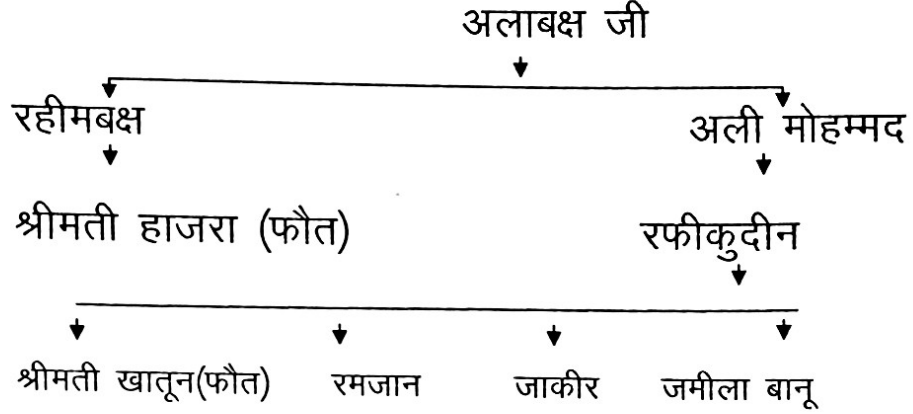 अलाबक्ष जी
रहीमबक्ष अली मोहम्मद
श्रीमती हाजरा (फौत) रफीकुदीन
श्रीमती खातून(फौत) रमजान जाकीर जमीला बानू